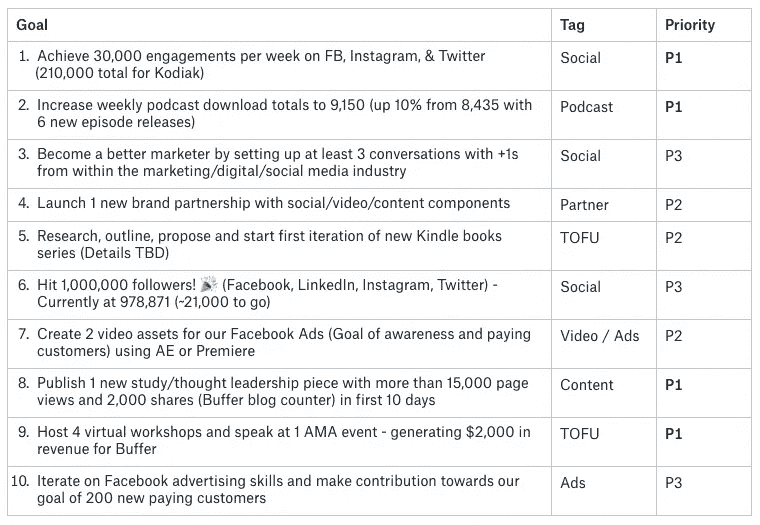 Goal Tag Priority
1. Achieve 30,000 engagements per week on FB, Instagram, & Twitter
(210,000 total for Kodiak)
Social P1
2. Increase weekly podcast download totals to 9,150 (up 10% from 8,435 with
6 new episode releases)
Podcast P1
3. Become a better marketer by setting up at least 3 conversations with +1s
from within the marketing/digital/social media industry
Social P3
4. Launch 1 new brand partnership with social/video/content components
Partner P2
5. Research, outline, propose and start first iteration of new Kindle books
series (Details TBD)
TOFU P2
6. Hit 1,000,000 followers! 🎉 (Facebook, LinkedIn, Instagram, Twitter) -
Currently at 978,871 (~21,000 to go)
Social P3
7. Create 2 video assets for our Facebook Ads (Goal of awareness and paying
customers) using AE or Premiere
Video / Ads P2
8. Publish 1 new study/thought leadership piece with more than 15,000 page
views and 2,000 shares (Buffer blog counter) in first 10 days
Content P1
9. Host 4 virtual workshops and speak at 1 AMA event - generating $2,000 in
revenue for Buffer
TOFU P1
10. Iterate on Facebook advertising skills and make contribution towards our
goal of 200 new paying customers
Ads P3